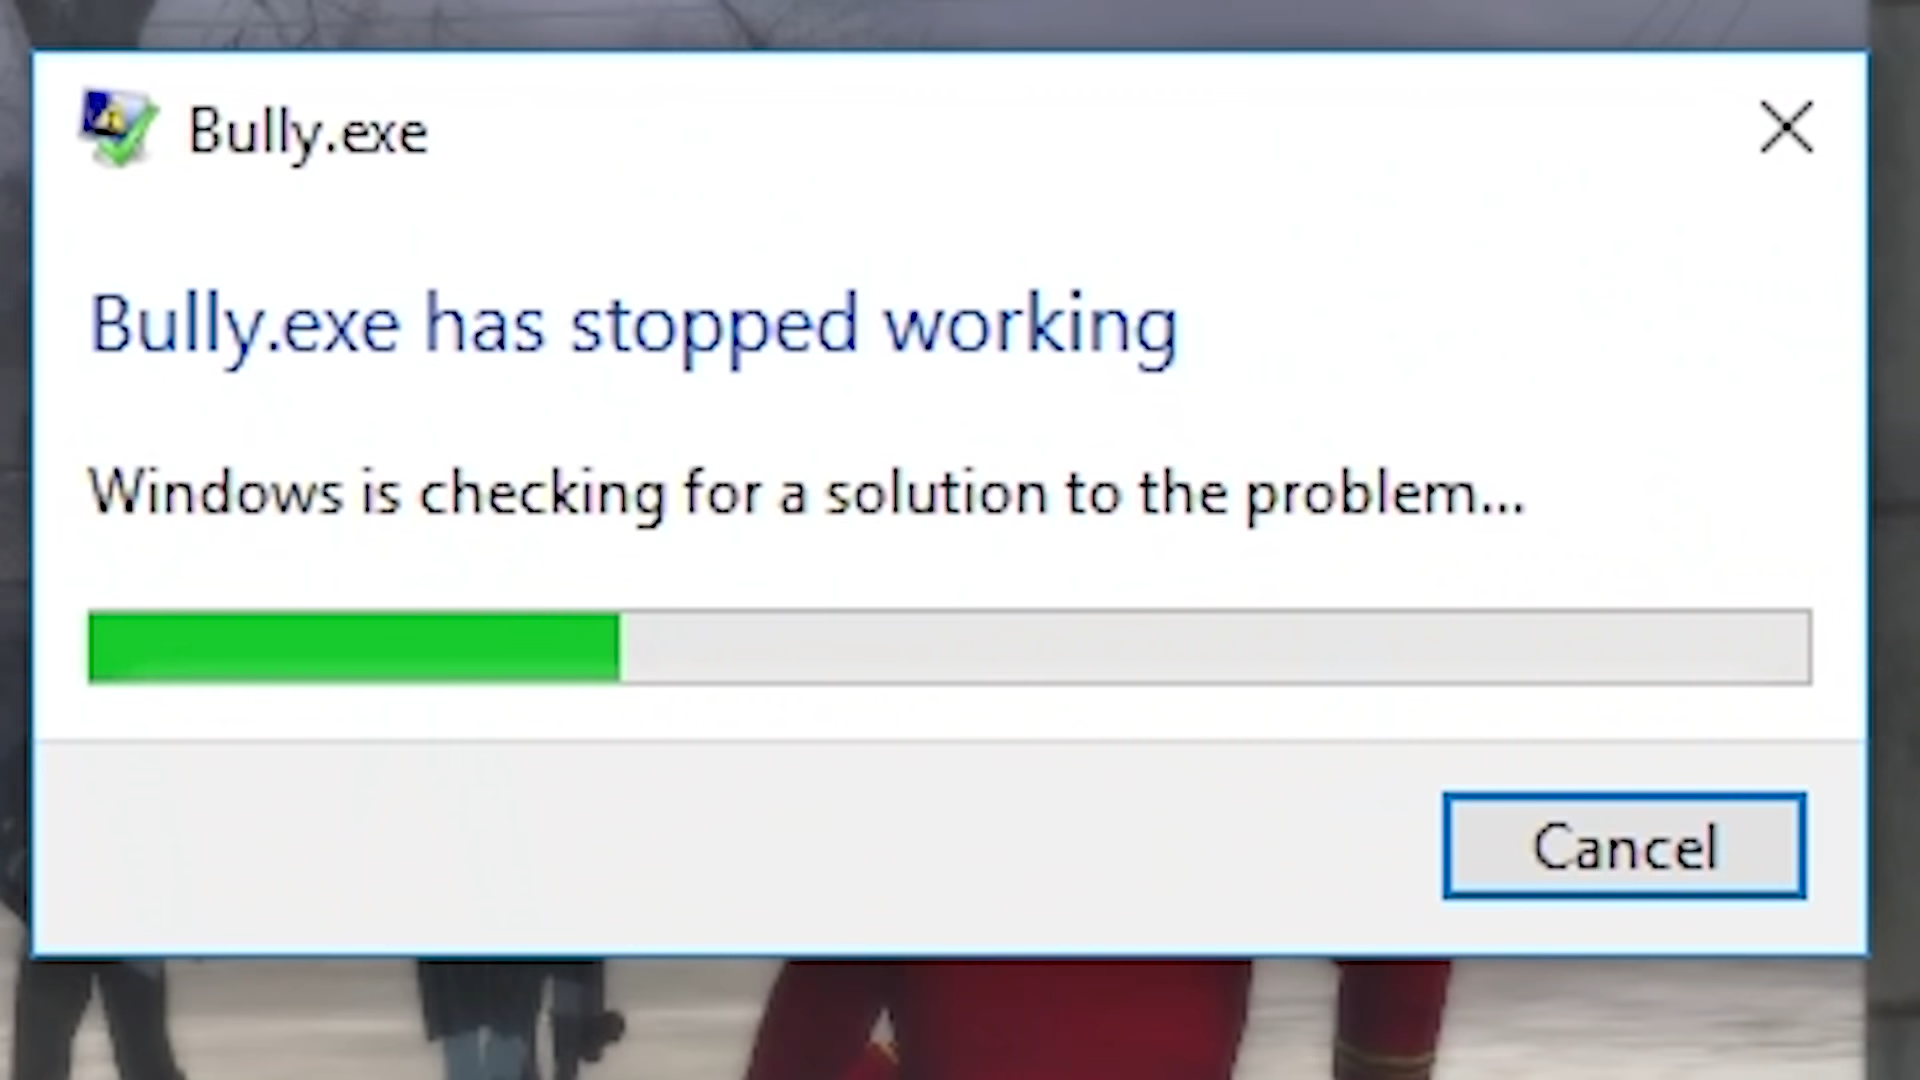 Bully.exe
Bully.exe has stopped working
Windows is checking for a solution to the problem...
Cancel